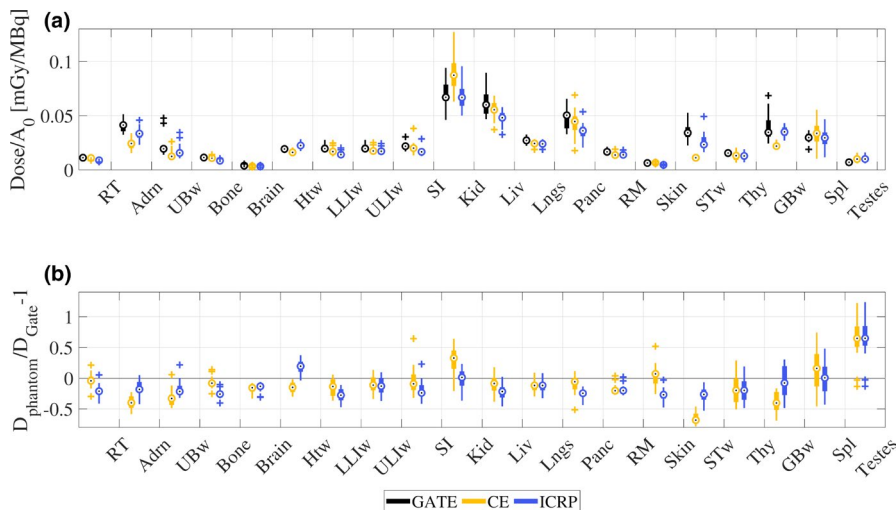 (a)
Dose/A0 [mGy/MBq]
0.1
0.05
0
RT Adrn UBw Bone Brain Htw LLIw ULIw SI Kid Liv Lngs Panc RM Skin STw Thy GBw Spl Testes
(b)
Dphantom/DGate-1
1
0.5
0
-0.5
RT Adrn UBw Bone Brain Htw LLIw ULIw SI Kid Liv Lngs Panc RM Skin STw Thy GBw Spl Testes
GATE CE ICRP